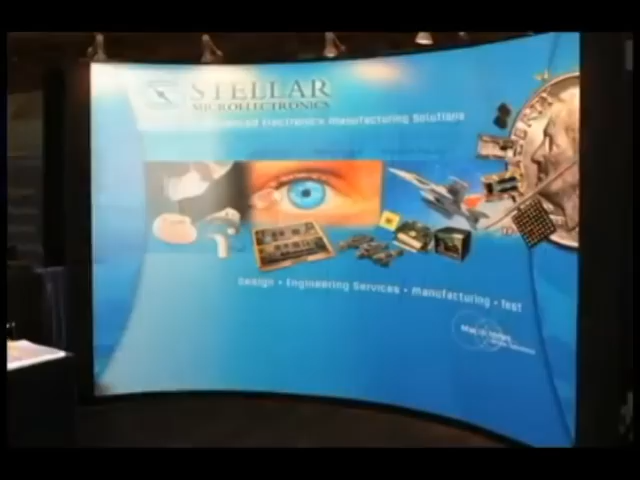 STELLAR
MICROELECTRONICS
Advanced Electronics Manufacturing Solutions
Design • Engineering Services • Manufacturing • Test